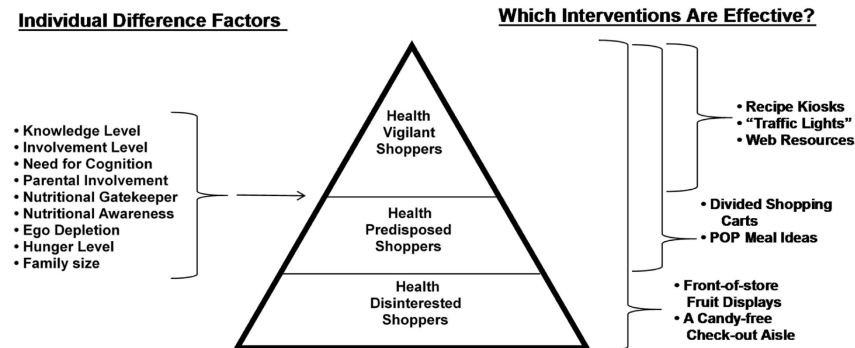 Individual Difference Factors
Which Interventions Are Effective?
• Knowledge Level
• Involvement Level
• Need for Cognition
• Parental Involvement
• Nutritional Gatekeeper
• Nutritional Awareness
• Ego Depletion
• Hunger Level
• Family size
Health
Vigilant
Shoppers
Health
Predisposed
Shoppers
Health
Disinterested
Shoppers
• Recipe Kiosks
• “Traffic Lights”
• Web Resources
• Divided Shopping
Carts
• POP Meal Ideas
• Front-of-store
Fruit Displays
• A Candy-free
Check-out Aisle